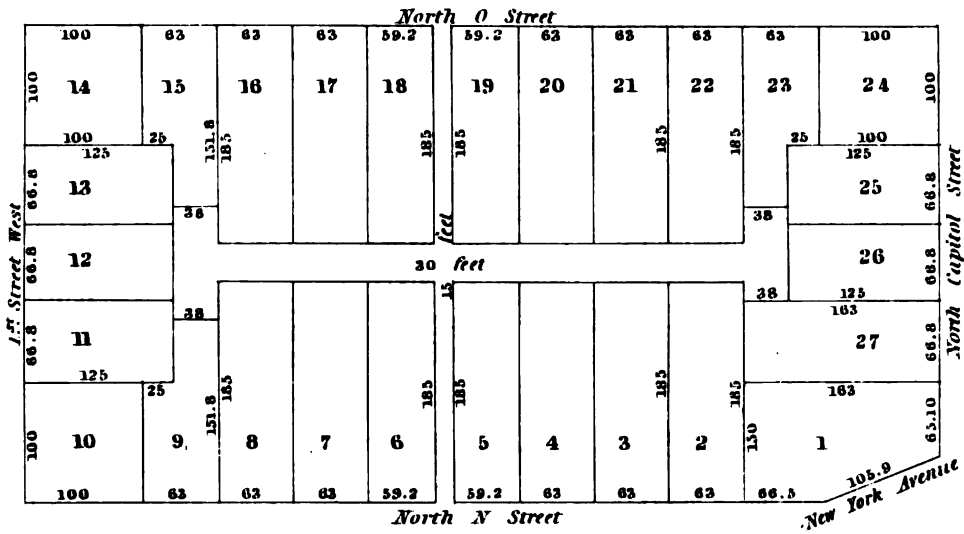 North O Street
100 63 63 63 59.2 59.2 63 63 63 63 100
100 14 15 16 17 18 19 20 21 22 23 24 100
151.8 185 185 185 185 185
100 25 25 100
125 125
66.8 13 25 66.8
38 38
1st Street West
North Capitol Street
feet
66.8 12 26 66.8
30 feet
15
38 38 125
163
66.8 11 27 66.8
125 25 163
151.8 185 185 185 185 185 150
100 10 9 8 7 6 5 4 3 2 1 65.10
105.9
100 63 63 63 59.2 59.2 63 63 63 66.5
New York Avenue
North N Street